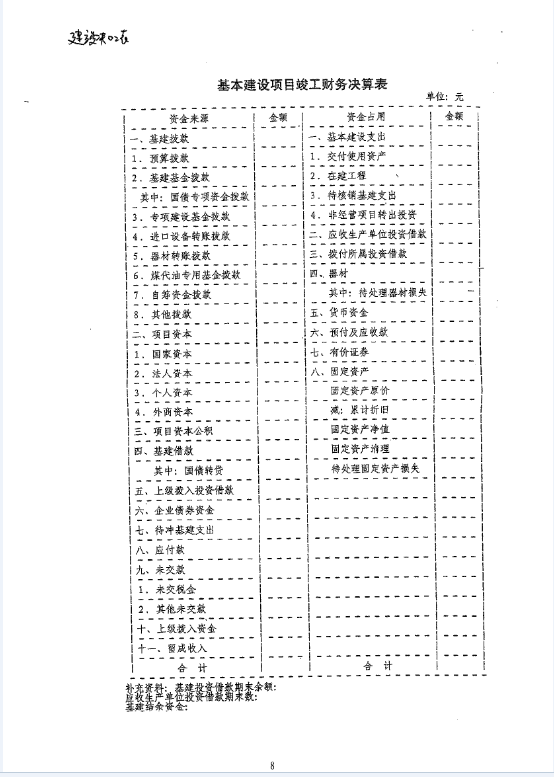 基本建设项目竣工财务决算表
单位：元
资金来源 金额 资金占用 金额
一、基建拨款 一、基本建设支出
1．预算拨款 1．交付使用资产
2．基建基金拨款 2．在建工程
其中：国债专项资金拨款 3．待核销基建支出
3．专项建设基金拨款 4．非经营项目转出投资
4．进口设备转账拨款 二、应收生产单位投资借款
5．器材转账拨款 三、拨付所属投资借款
6．煤代油专用基金拨款 四、器材
7．自筹资金拨款 其中：待处理器材损失
8．其他拨款 五、货币资金
二、项目资本 六、预付及应收款
1．国家资本 七、有价证券
2．法人资本 八、固定资产
3．个人资本 固定资产原价
4．外商资本 减：累计折旧
三、项目资本公积 固定资产净值
四、基建借款 固定资产清理
其中：国债转贷 待处理固定资产损失
五、上级拨入投资借款
六、企业债券资金
七、待冲基建支出
八、应付款
九、未交款
1．未交税金
2．其他未交款
十、上级拨入资金
十一、留成收入
合计 合计
补充资料：基建投资借款期末余额：
应收生产单位投资借款期末数：
基建结余资金：
8